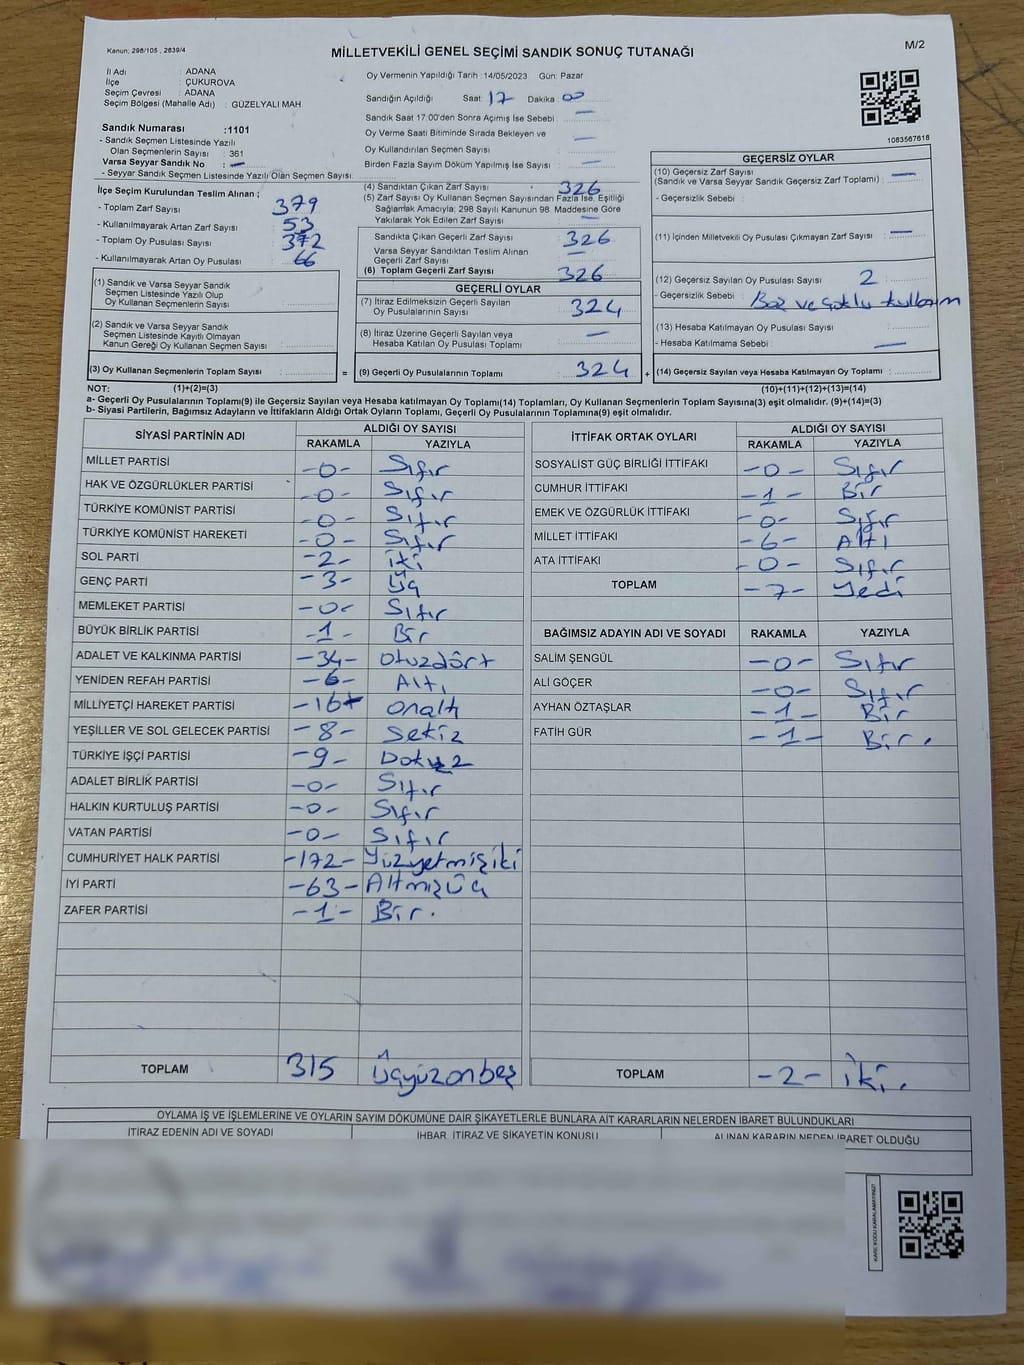 Kanun; 298/105 , 2839/4
MİLLETVEKİLİ GENEL SEÇİMİ SANDIK SONUÇ TUTANAĞI
M/2
İl Adı : ADANA
İlçe : ÇUKUROVA
Seçim Çevresi : ADANA
Seçim Bölgesi (Mahalle Adı) : GÜZELYALI MAH.
Oy Vermenin Yapıldığı Tarih : 14/05/2023 Gün: Pazar
Sandığın Açıldığı Saat: 17 Dakika: 00
Sandık Saat 17.00'den Sonra Açımış İse Sebebi : —
Oy Verme Saati Bitiminde Sırada Bekleyen ve
Oy Kullandırılan Seçmen Sayısı : —
Birden Fazla Sayım Döküm Yapılmış İse Sayısı : —
1083567618
Sandık Numarası :1101
- Sandık Seçmen Listesinde Yazılı
Olan Seçmenlerin Sayısı : 361
Varsa Seyyar Sandık No : —
- Seyyar Sandık Seçmen Listesinde Yazılı Olan Seçmen Sayısı:
İlçe Seçim Kurulundan Teslim Alınan ;
- Toplam Zarf Sayısı 379
- Kullanılmayarak Artan Zarf Sayısı : 53
- Toplam Oy Pusulası Sayısı : 372
- Kullanılmayarak Artan Oy Pusulası : 66
(1) Sandık ve Varsa Seyyar Sandık
Seçmen Listesinde Yazılı Olup
Oy Kullanan Seçmenlerin Sayısı :
(2) Sandık ve Varsa Seyyar Sandık
Seçmen Listesinde Kayıtlı Olmayan
Kanun Gereği Oy Kullanan Seçmen Sayısı :
(3) Oy Kullanan Seçmenlerin Toplam Sayısı :
(4) Sandıktan Çıkan Zarf Sayısı : 326
(5) Zarf Sayısı Oy Kullanan Seçmen Sayısından Fazla İse, Eşitliği
Sağlamak Amacıyla; 298 Sayılı Kanunun 98. Maddesine Göre
Yakılarak Yok Edilen Zarf Sayısı : —
Sandıkta Çıkan Geçerli Zarf Sayısı : 326
Varsa Seyyar Sandıktan Teslim Alınan
Geçerli Zarf Sayısı : —
(6) Toplam Geçerli Zarf Sayısı : 326
GEÇERLİ OYLAR
(7) İtiraz Edilmeksizin Geçerli Sayılan
Oy Pusulalarının Sayısı : 324
(8) İtiraz Üzerine Geçerli Sayılan veya
Hesaba Katılan Oy Pusulası Toplamı : —
= (9) Geçerli Oy Pusulalarının Toplamı : 324 +
GEÇERSİZ OYLAR
(10) Geçersiz Zarf Sayısı
(Sandık ve Varsa Seyyar Sandık Geçersiz Zarf Toplamı) : —
- Geçersizlik Sebebi :
(11) İçinden Milletvekili Oy Pusulası Çıkmayan Zarf Sayısı : —
(12) Geçersiz Sayılan Oy Pusulası Sayısı : 2
- Geçersizlik Sebebi : Boş ve çoklu kullanım
(13) Hesaba Katılmayan Oy Pusulası Sayısı :
- Hesaba Katılmama Sebebi : —
(14) Geçersiz Sayılan veya Hesaba Katılmayan Oy Toplamı :
NOT: (1)+(2)=(3) (10)+(11)+(12)+(13)=(14)
a- Geçerli Oy Pusulalarının Toplamı(9) ile Geçersiz Sayılan veya Hesaba katılmayan Oy Toplamı(14) Toplamları, Oy Kullanan Seçmenlerin Toplam Sayısına(3) eşit olmalıdır. (9)+(14)=(3)
b- Siyasi Partilerin, Bağımsız Adayların ve İttifakların Aldığı Ortak Oyların Toplamı, Geçerli Oy Pusulalarının Toplamına(9) eşit olmalıdır.
SİYASİ PARTİNİN ADI ALDIĞI OY SAYISI
RAKAMLA YAZIYLA
MİLLET PARTİSİ -0- Sıfır
HAK VE ÖZGÜRLÜKLER PARTİSİ -0- Sıfır
TÜRKİYE KOMÜNİST PARTİSİ -0- Sıfır
TÜRKİYE KOMÜNİST HAREKETİ -0- Sıfır
SOL PARTİ -2- İki
GENÇ PARTİ -3- Üç
MEMLEKET PARTİSİ -0- Sıfır
BÜYÜK BİRLİK PARTİSİ -1- Bir
ADALET VE KALKINMA PARTİSİ -34- Otuzdört
YENİDEN REFAH PARTİSİ -6- Altı
MİLLİYETÇİ HAREKET PARTİSİ -16- Onaltı
YEŞİLLER VE SOL GELECEK PARTİSİ -8- Sekiz
TÜRKİYE İŞÇİ PARTİSİ -9- Dokuz
ADALET BİRLİK PARTİSİ -0- Sıfır
HALKIN KURTULUŞ PARTİSİ -0- Sıfır
VATAN PARTİSİ -0- Sıfır
CUMHURİYET HALK PARTİSİ -172- Yüzyetmişiki
İYİ PARTİ -63- Altmışüç
ZAFER PARTİSİ -1- Bir.
TOPLAM 315 Üçyüzonbeş
İTTİFAK ORTAK OYLARI ALDIĞI OY SAYISI
RAKAMLA YAZIYLA
SOSYALİST GÜÇ BİRLİĞİ İTTİFAKI -0- Sıfır
CUMHUR İTTİFAKI -1- Bir
EMEK VE ÖZGÜRLÜK İTTİFAKI -0- Sıfır
MİLLET İTTİFAKI -6- Altı
ATA İTTİFAKI -0- Sıfır
TOPLAM -7- Yedi
BAĞIMSIZ ADAYIN ADI VE SOYADI RAKAMLA YAZIYLA
SALİM ŞENGÜL -0- Sıfır
ALİ GÖÇER -0- Sıfır
AYHAN ÖZTAŞLAR -1- Bir
FATİH GÜR -1- Bir.
TOPLAM -2- İki.
OYLAMA İŞ VE İŞLEMLERİNE VE OYLARIN SAYIM DÖKÜMÜNE DAİR ŞİKAYETLERLE BUNLARA AİT KARARLARIN NELERDEN İBARET BULUNDUKLARI
İTİRAZ EDENİN ADI VE SOYADI İHBAR, İTİRAZ VE ŞİKAYETİN KONUSU ALINAN KARARIN NEDEN İBARET OLDUĞU
KARE KODU KARALAMAYINIZ!